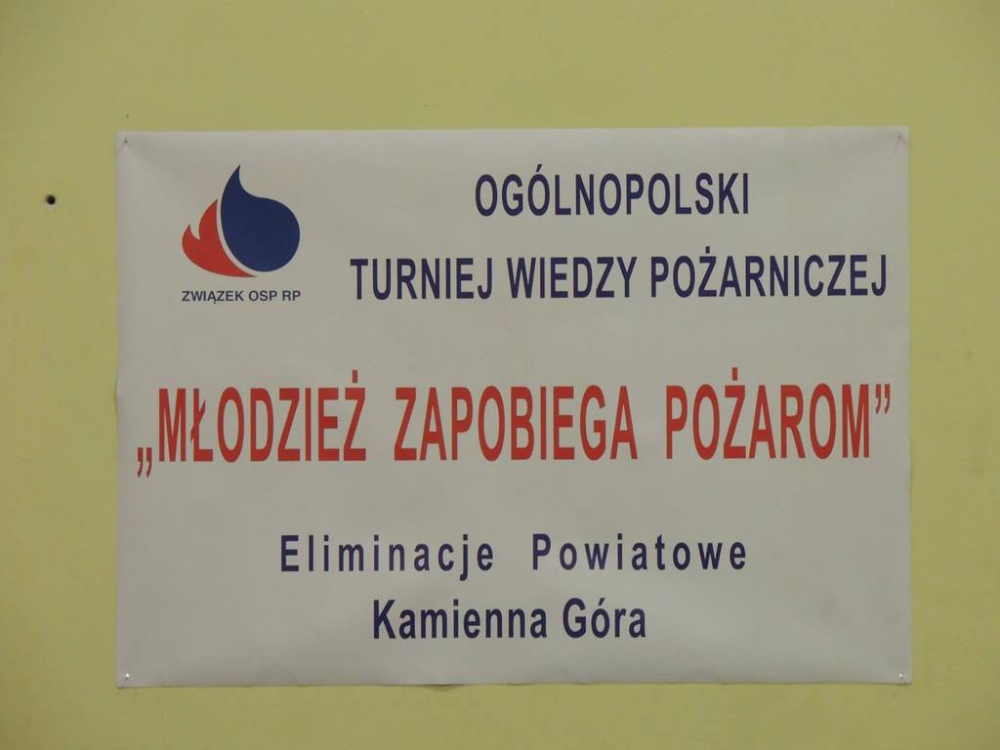 OGÓLNOPOLSKI
TURNIEJ WIEDZY POŻARNICZEJ
ZWIĄZEK OSP RP
„MŁODZIEŻ ZAPOBIEGA POŻAROM”
Eliminacje Powiatowe
Kamienna Góra